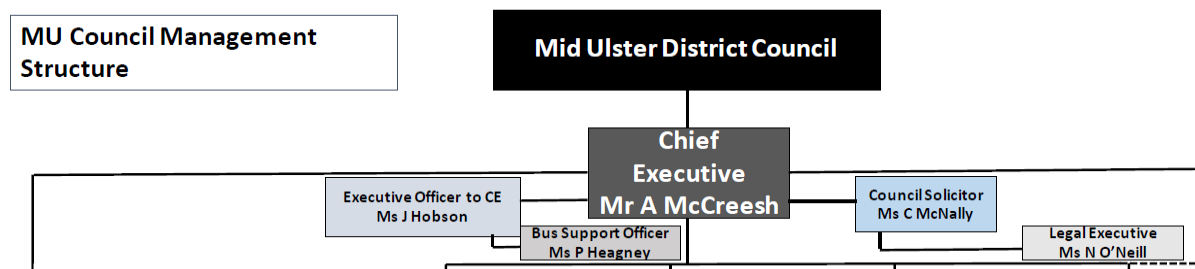 MU Council Management
Structure
Mid Ulster District Council
Chief
Executive
Mr A McCreesh
Executive Officer to CE
Ms J Hobson
Council Solicitor
Ms C McNally
Bus Support Officer
Ms P Heagney
Legal Executive
Ms N O’Neill